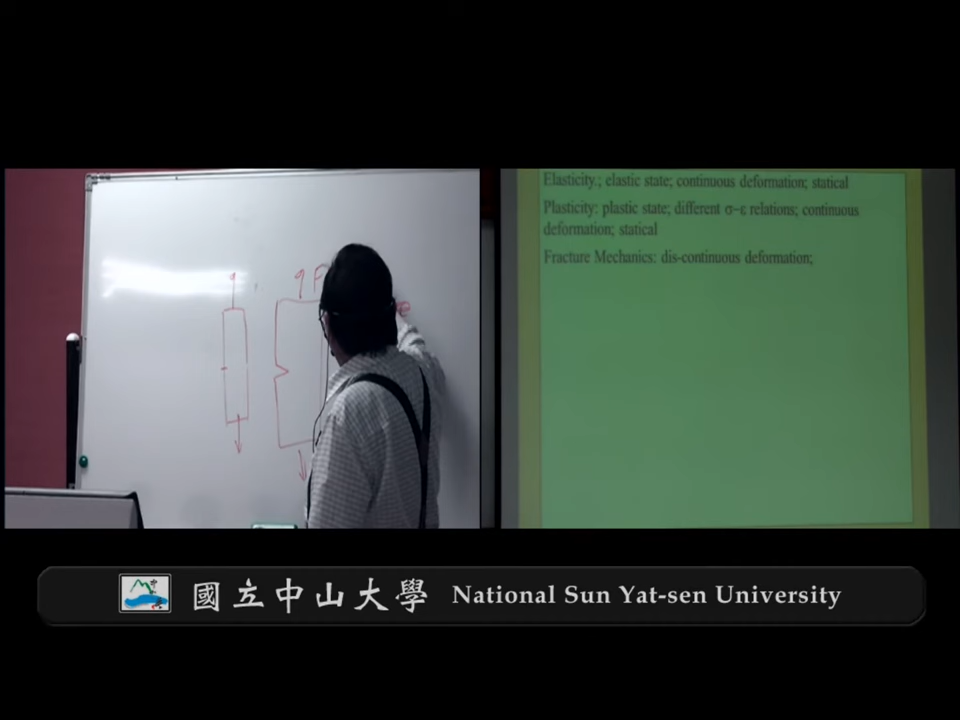 Elasticity.; elastic state; continuous deformation; statical
Plasticity: plastic state; different σ–ε relations; continuous
deformation; statical
Fracture Mechanics: dis-continuous deformation;
P
國立中山大學 National Sun Yat-sen University